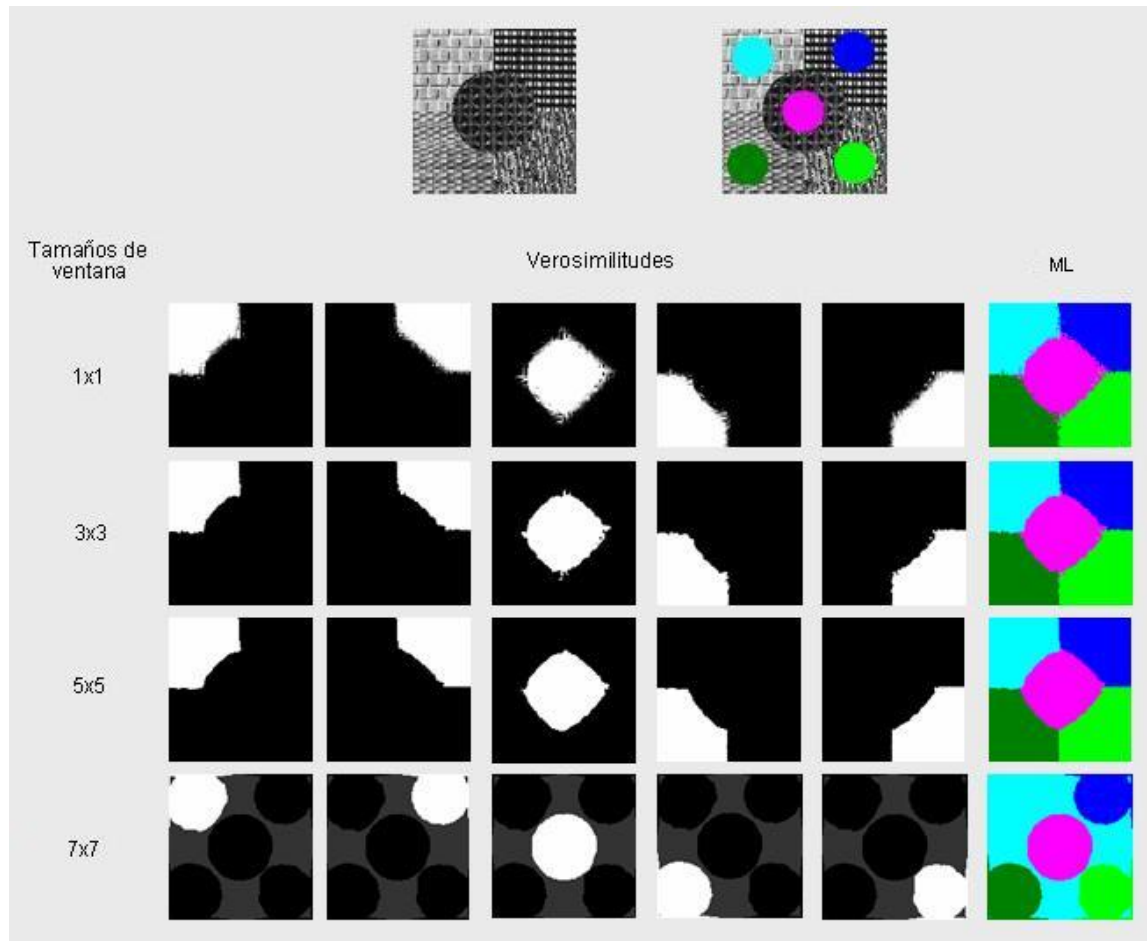 Tamaños de
ventana
Verosimilitudes
ML
1x1
3x3
5x5
7x7